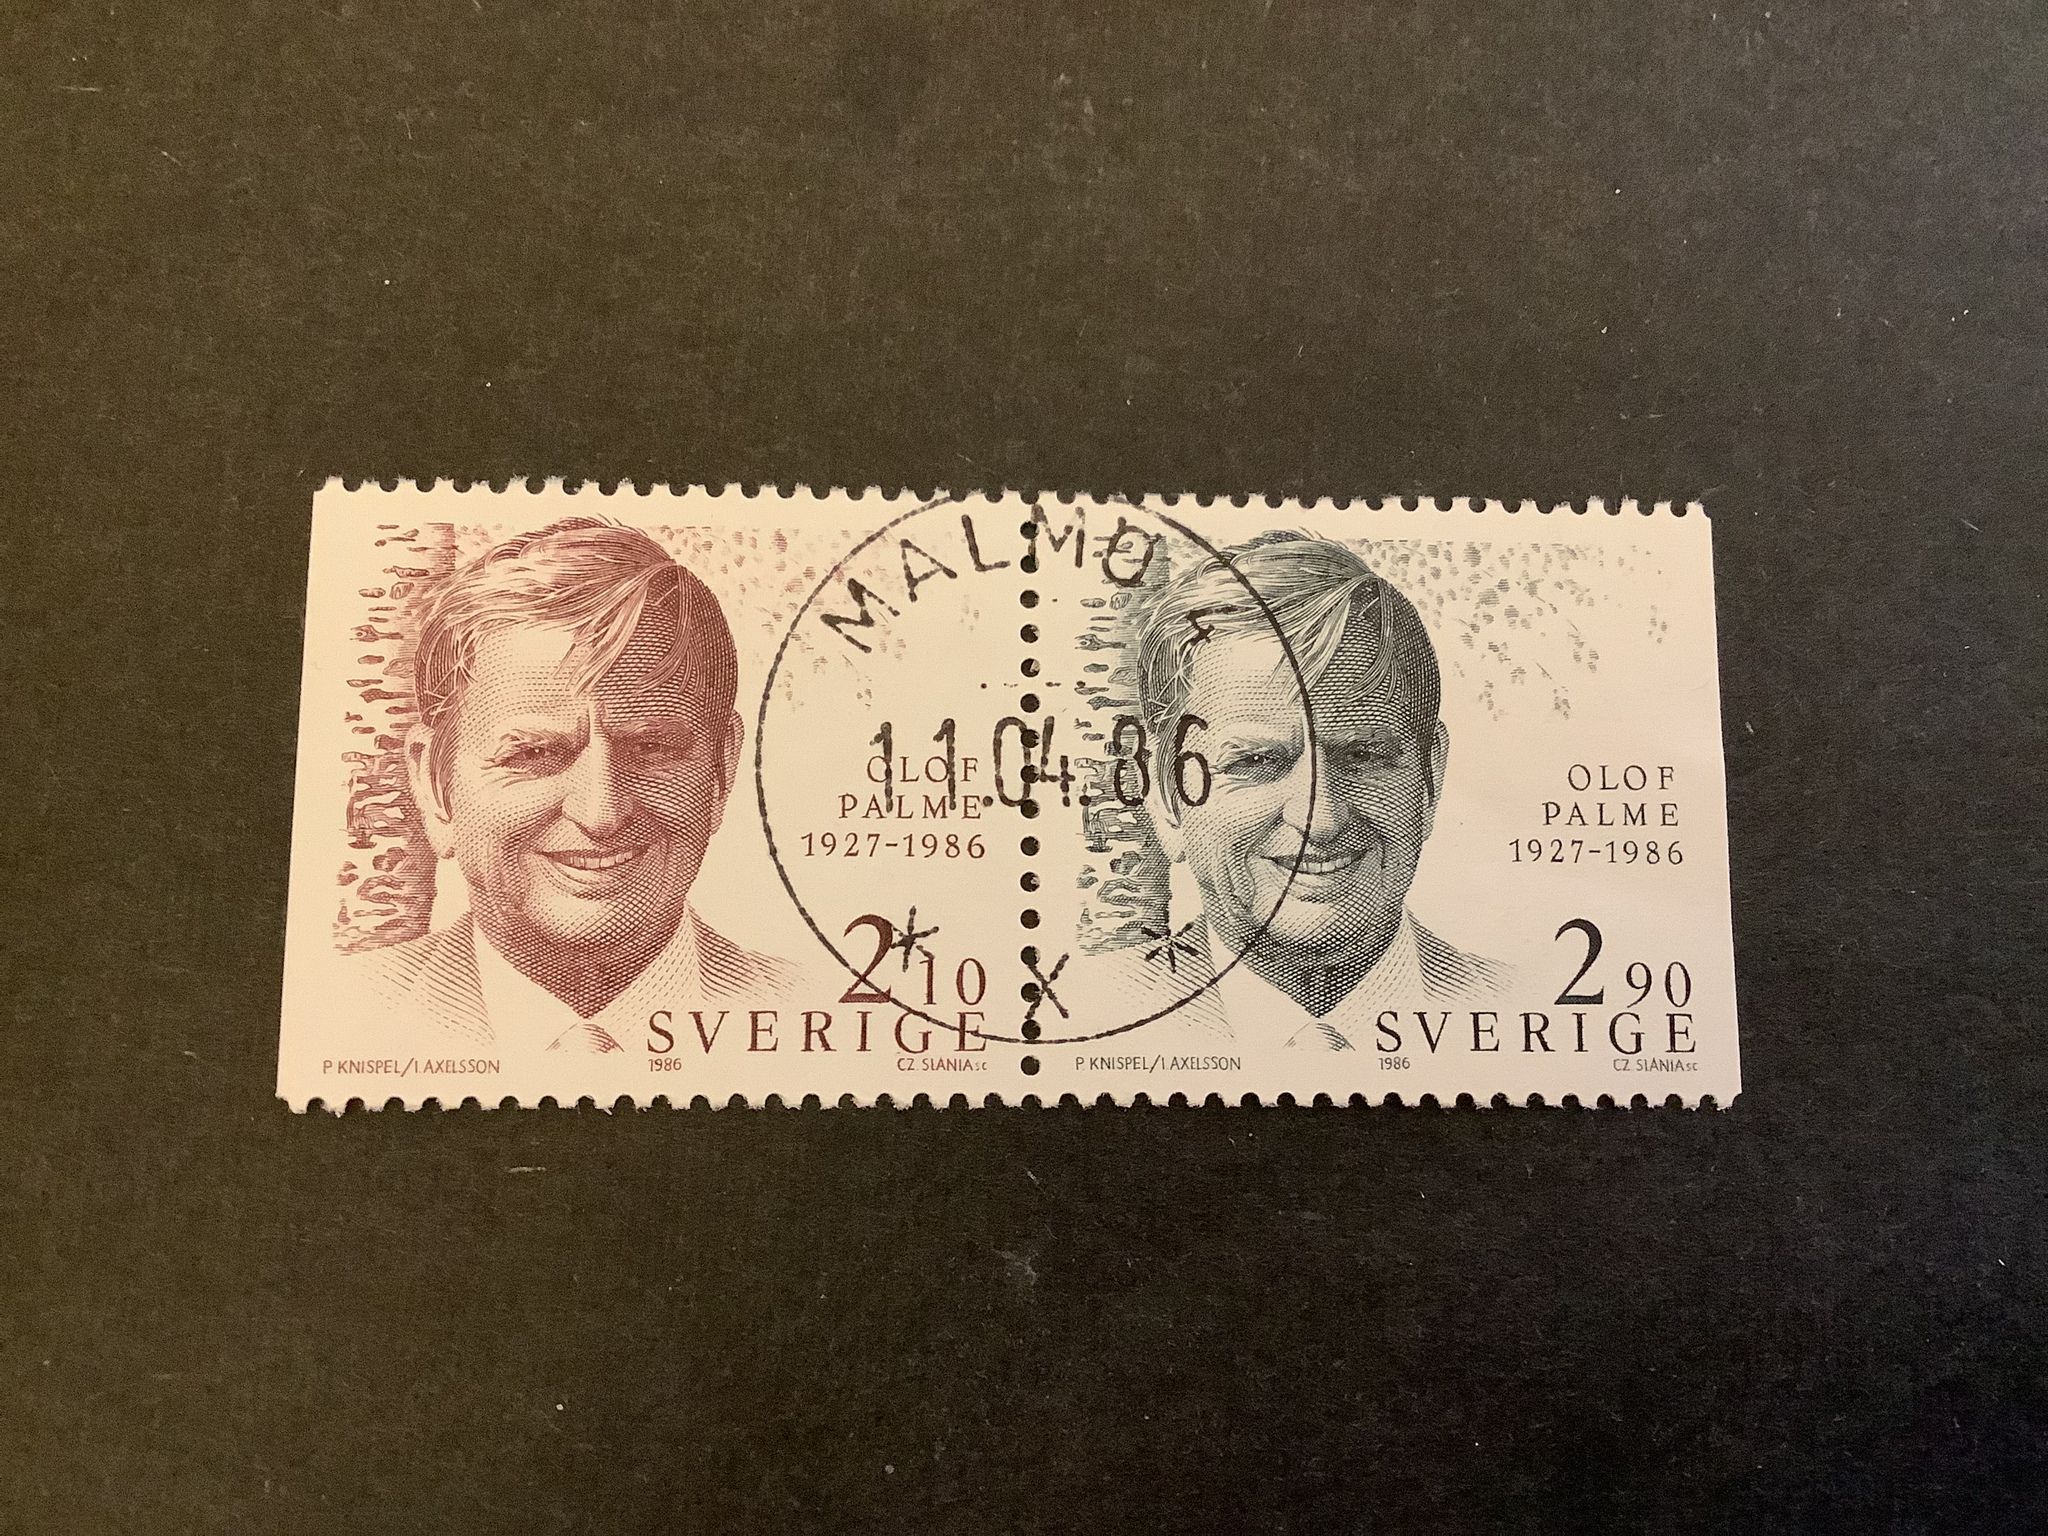 MALMÖ 4
11.04.86
OLOF
PALME
1927-1986
2 10
SVERIGE
P. KNISPEL/I. AXELSSON 1986 CZ. SLANIA SC
OLOF
PALME
1927-1986
2 90
SVERIGE
P. KNISPEL/I. AXELSSON 1986 CZ. SLANIA SC